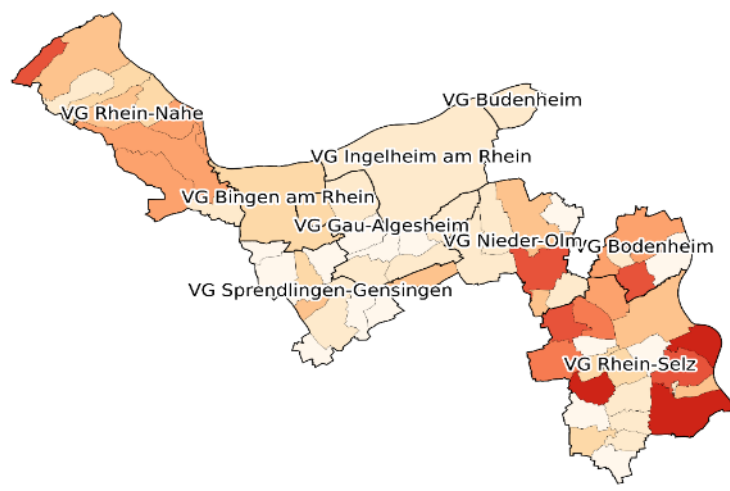 VG Budenheim
VG Rhein-Nahe
VG Ingelheim am Rhein
VG Bingen am Rhein
VG Gau-Algesheim
VG Nieder-Olm
VG Bodenheim
VG Sprendlingen-Gensingen
VG Rhein-Selz